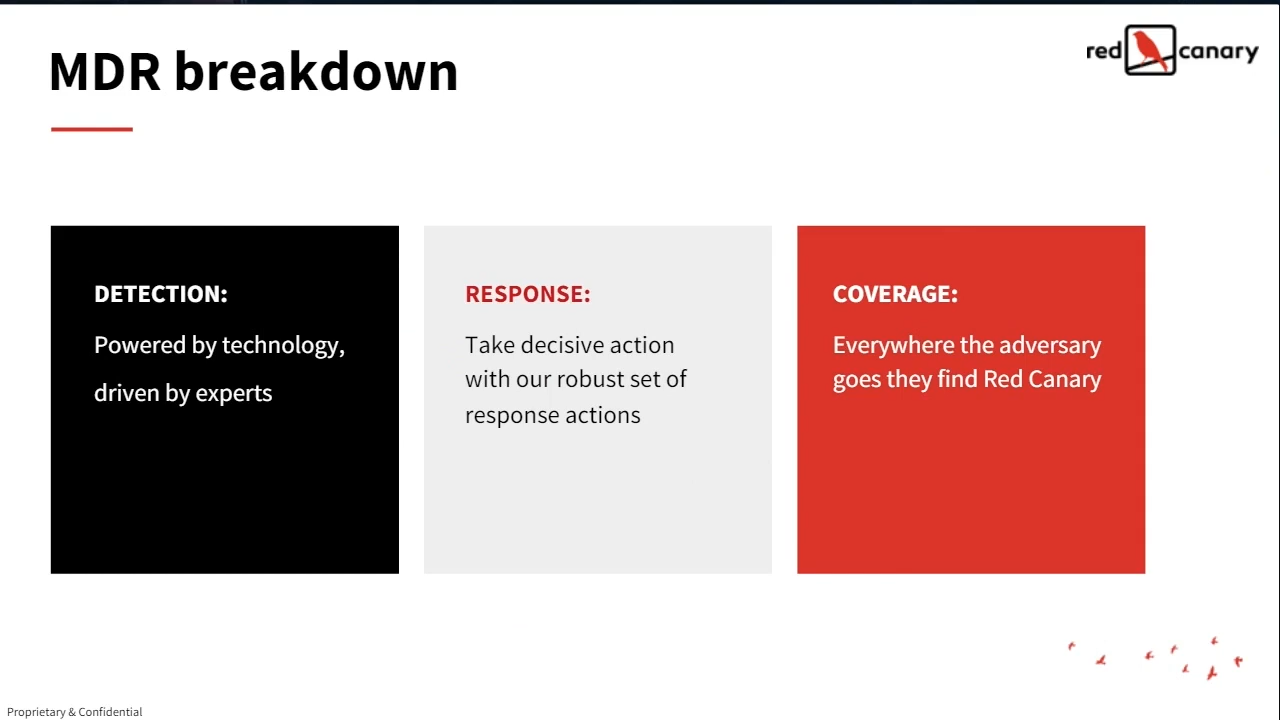 MDR breakdown
red canary
DETECTION:
Powered by technology,
driven by experts
RESPONSE:
Take decisive action
with our robust set of
response actions
COVERAGE:
Everywhere the adversary
goes they find Red Canary
Proprietary & Confidential